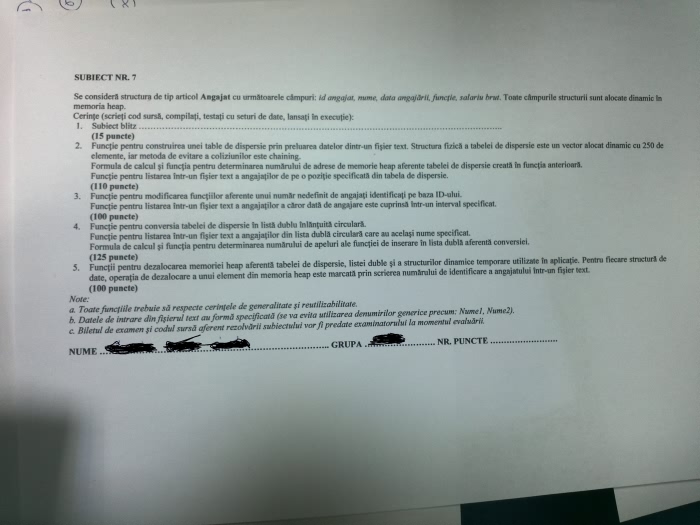 SUBIECT NR. 7
Se consideră structura de tip articol Angajat cu următoarele câmpuri: id angajat, nume, data angajării, funcție, salariu brut. Toate câmpurile structurii sunt alocate dinamic în
memoria heap.
Cerințe (scrieți cod sursă, compilați, testați cu seturi de date, lansați în execuție):
1. Subiect blitz ..........
(15 puncte)
2. Funcție pentru construirea unei table de dispersie prin preluarea datelor dintr-un fișier text. Structura fizică a tabelei de dispersie este un vector alocat dinamic cu 250 de
elemente, iar metoda de evitare a coliziunilor este chaining.
Formula de calcul și funcția pentru determinarea numărului de adrese de memorie heap aferente tabelei de dispersie creată în funcția anterioară.
Funcție pentru listarea într-un fișier text a angajaților de pe o poziție specificată din tabela de dispersie.
(110 puncte)
3. Funcție pentru modificarea funcțiilor aferente unui număr nedefinit de angajați identificați pe baza ID-ului.
Funcție pentru listarea într-un fișier text a angajaților a căror dată de angajare este cuprinsă într-un interval specificat.
(100 puncte)
4. Funcție pentru conversia tabelei de dispersie în listă dublu înlănțuită circulară.
Funcție pentru listarea într-un fișier text a angajaților din lista dublă circulară care au același nume specificat.
Formula de calcul și funcția pentru determinarea numărului de apeluri ale funcției de inserare în lista dublă aferentă conversiei.
(125 puncte)
5. Funcții pentru dezalocarea memoriei heap aferentă tabelei de dispersie, listei duble și a structurilor dinamice temporare utilizate în aplicație. Pentru fiecare structură de
date, operația de dezalocare a unui element din memoria heap este marcată prin scrierea numărului de identificare a angajatului într-un fișier text.
(100 puncte)
Note:
a. Toate funcțiile trebuie să respecte cerințele de generalitate și reutilizabilitate.
b. Datele de intrare din fișierul text au formă specificată (se va evita utilizarea denumirilor generice precum: Nume1, Nume2).
c. Biletul de examen și codul sursă aferent rezolvării subiectului vor fi predate examinatorului la momentul evaluării.
NUME .......... GRUPA .......... NR. PUNCTE ..........